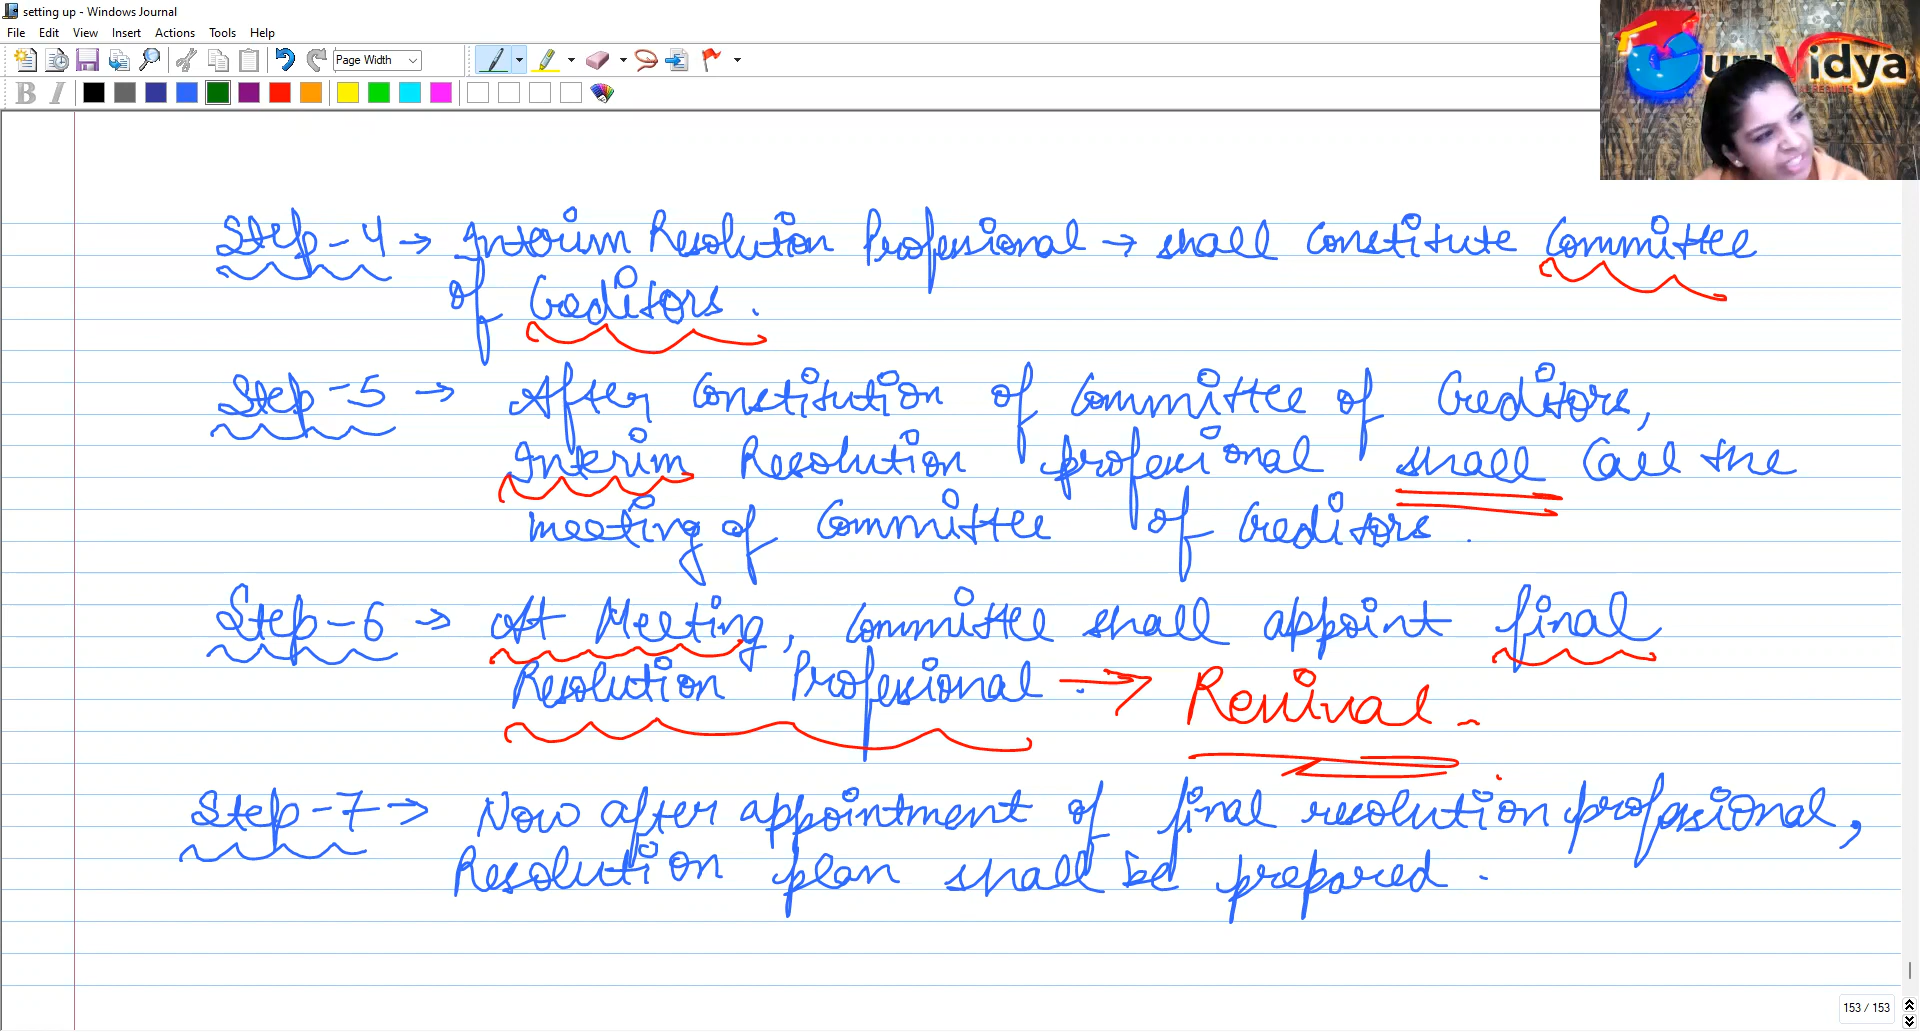 setting up - Windows Journal
File Edit View Insert Actions Tools Help
Page Width
B I
GuruVidya
Step-4 → Interim Resolution Professional → shall Constitute Committee
of Creditors.
Step-5 → After Constitution of Committee of Creditors,
Interim Resolution professional shall Call the
meeting of Committee of Creditors.
Step-6 → At Meeting, Committee shall appoint final
Resolution Professional. → Revival
Step-7 → Now after appointment of final resolution professional,
Resolution plan shall be prepared.
153 / 153